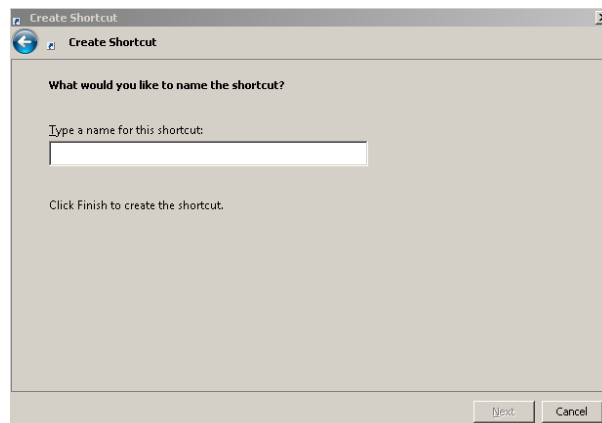 Create Shortcut
Create Shortcut
What would you like to name the shortcut?
Type a name for this shortcut:
Click Finish to create the shortcut.
Next Cancel